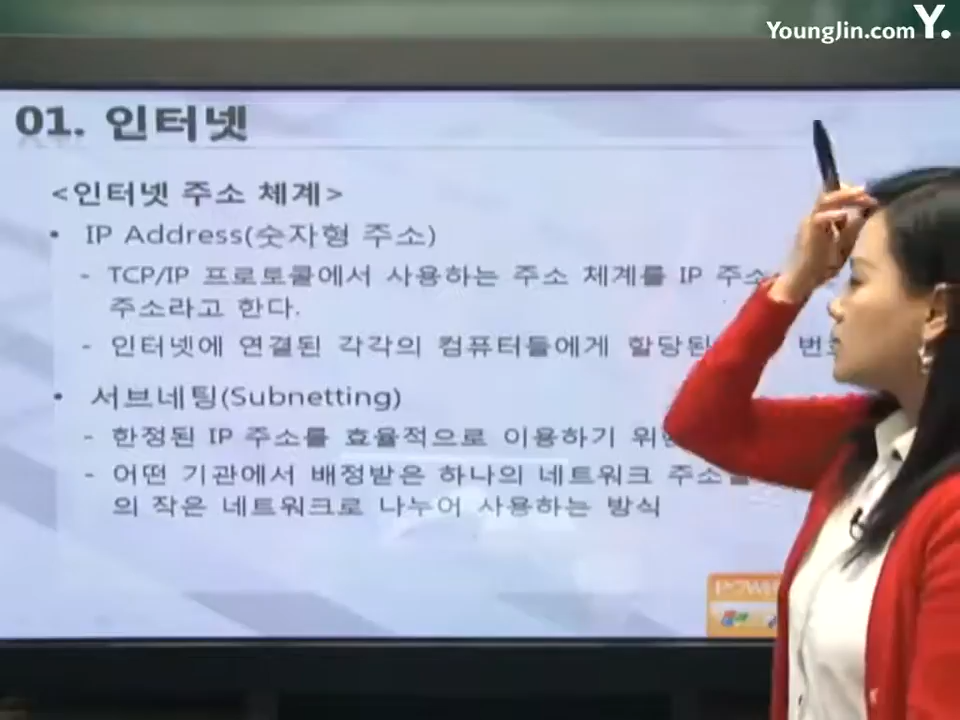 YoungJin.com Y.
01. 인터넷
<인터넷 주소 체계>
• IP Address(숫자형 주소)
- TCP/IP 프로토콜에서 사용하는 주소 체계를 IP 주소
주소라고 한다.
- 인터넷에 연결된 각각의 컴퓨터들에게 할당된
• 서브네팅(Subnetting)
- 한정된 IP 주소를 효율적으로 이용하기
- 어떤 기관에서 배정받은 하나의 네트워크
의 작은 네트워크로 나누어 사용하는 방식